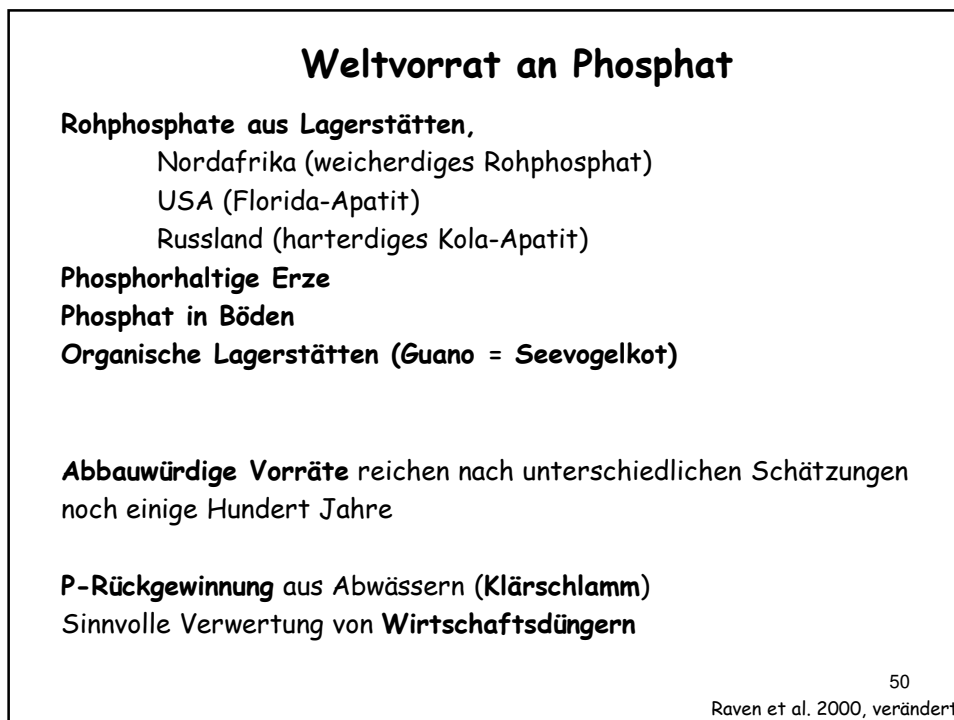 Weltvorrat an Phosphat
Rohphosphate aus Lagerstätten,
Nordafrika (weicherdiges Rohphosphat)
USA (Florida-Apatit)
Russland (harterdiges Kola-Apatit)
Phosphorhaltige Erze
Phosphat in Böden
Organische Lagerstätten (Guano = Seevogelkot)
Abbauwürdige Vorräte reichen nach unterschiedlichen Schätzungen
noch einige Hundert Jahre
P-Rückgewinnung aus Abwässern (Klärschlamm)
Sinnvolle Verwertung von Wirtschaftsdüngern
50
Raven et al. 2000, verändert